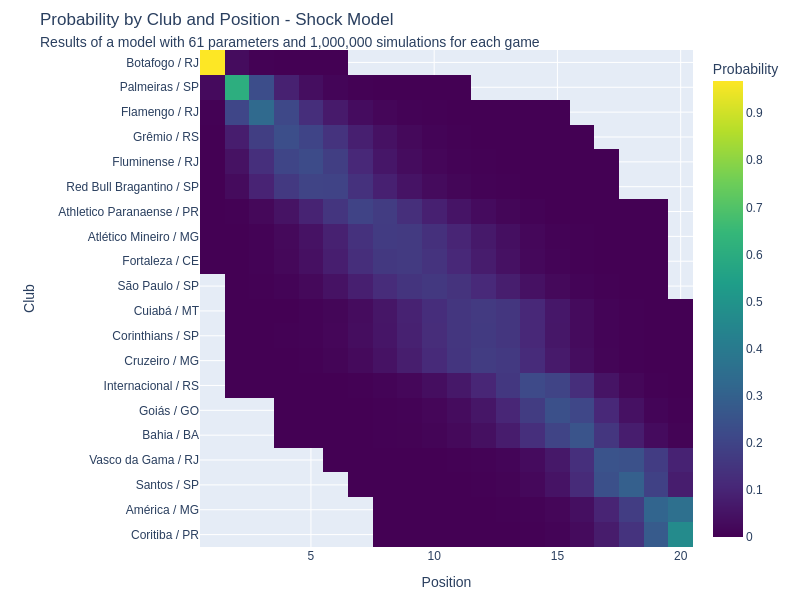 Probability by Club and Position - Shock Model
Results of a model with 61 parameters and 1,000,000 simulations for each game
Botafogo / RJ
Palmeiras / SP
Flamengo / RJ
Grêmio / RS
Fluminense / RJ
Red Bull Bragantino / SP
Athletico Paranaense / PR
Atlético Mineiro / MG
Fortaleza / CE
São Paulo / SP
Cuiabá / MT
Corinthians / SP
Cruzeiro / MG
Internacional / RS
Goiás / GO
Bahia / BA
Vasco da Gama / RJ
Santos / SP
América / MG
Coritiba / PR
Club
5
10
15
20
Position
Probability
0.9
0.8
0.7
0.6
0.5
0.4
0.3
0.2
0.1
0